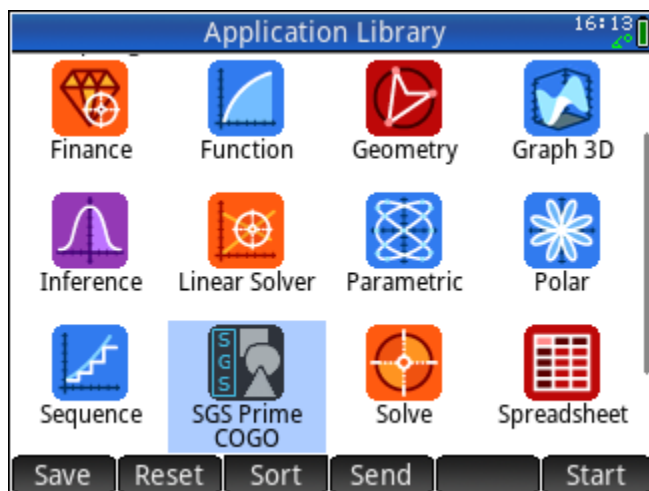 Application Library
16:13
Finance
Function
Geometry
Graph 3D
Inference
Linear Solver
Parametric
Polar
SGS
Sequence
SGS Prime
COGO
Solve
Spreadsheet
Save
Reset
Sort
Send
Start